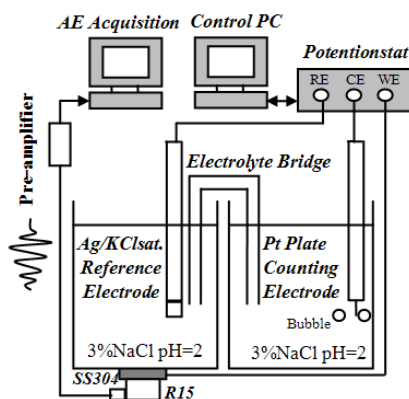 AE Acquisition
Control PC
Potentionstat
RE CE WE
Pre-amplifier
Electrolyte Bridge
Ag/KClsat.
Reference
Electrode
Pt Plate
Counting
Electrode
Bubble
3%NaCl pH=2
3%NaCl pH=2
SS304
R15